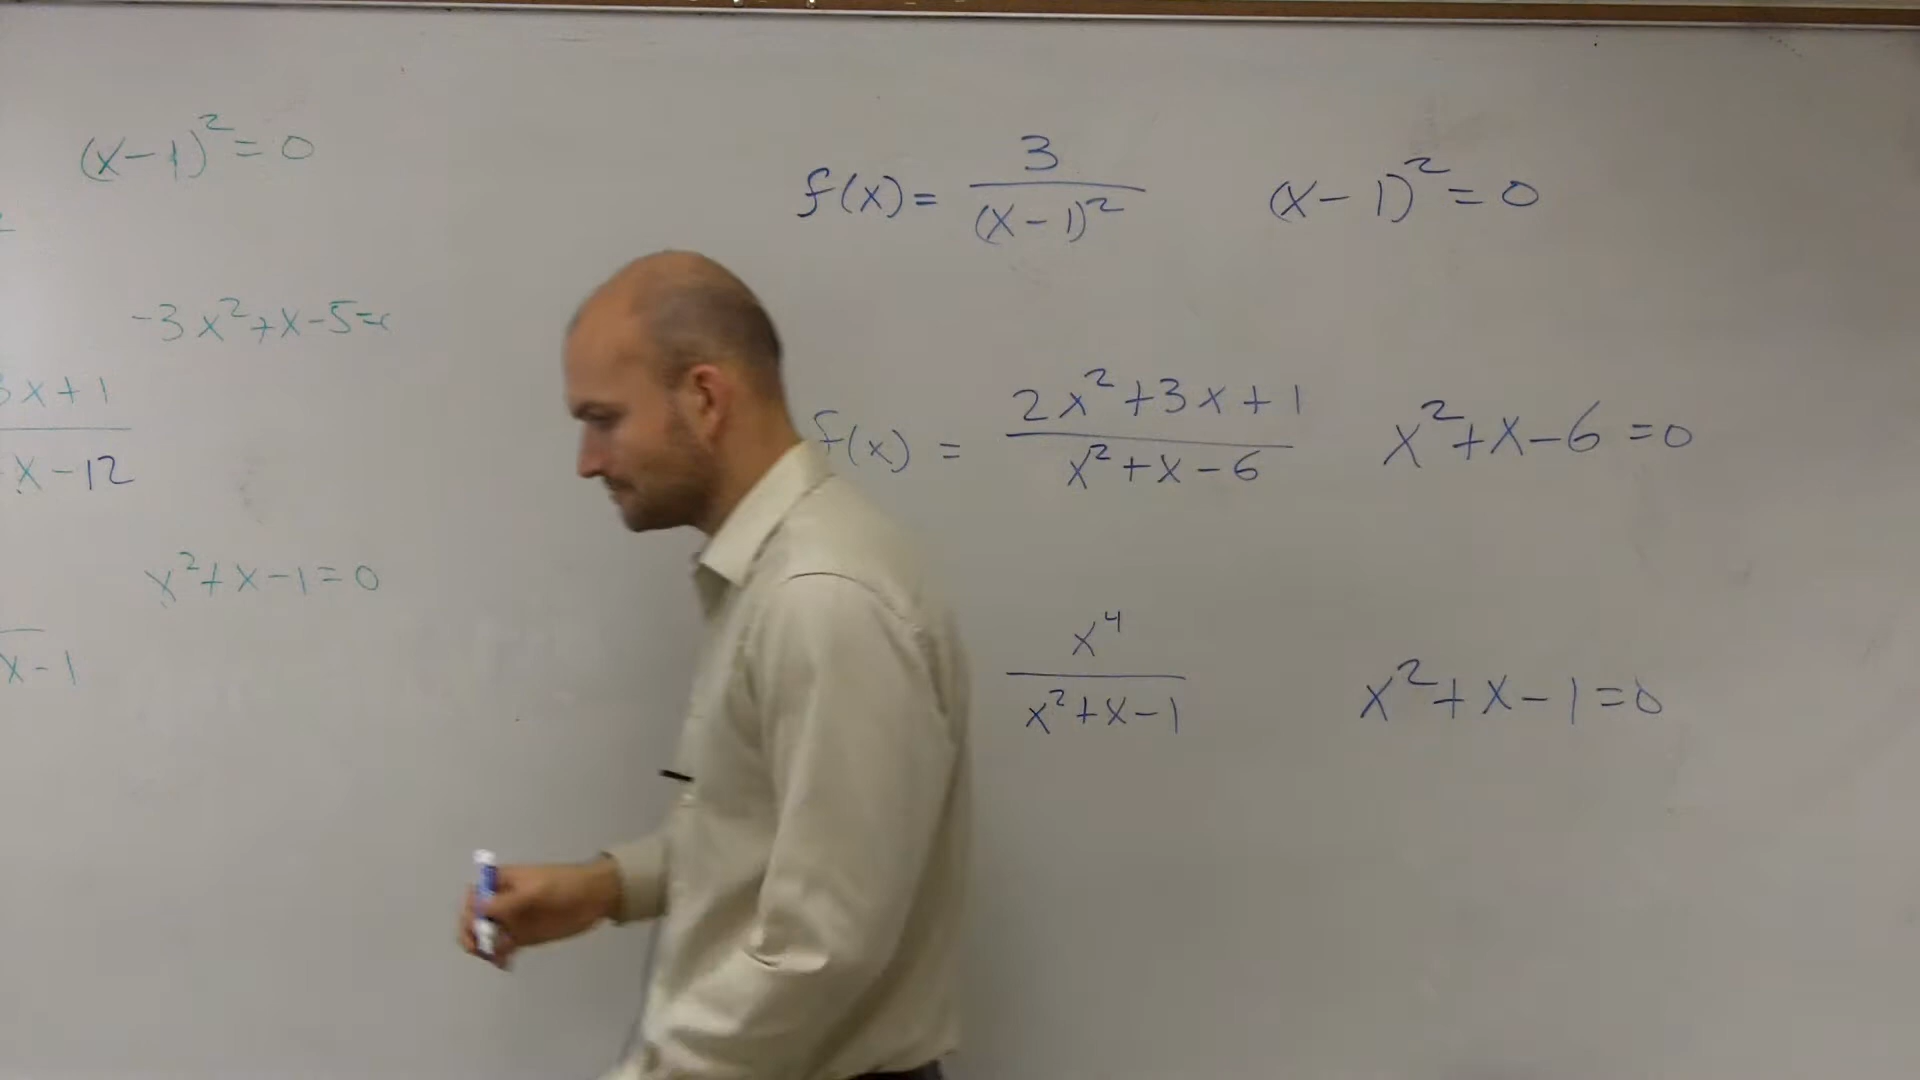 (x-1)²=0
-3x²+x-5=
3x+1
x-12
x²+x-1=0
x-1
f(x)= 3/(x-1)² (x-1)²=0
f(x) = 2x²+3x+1/x²+x-6 x²+x-6=0
x⁴/x²+x-1 x²+x-1=0